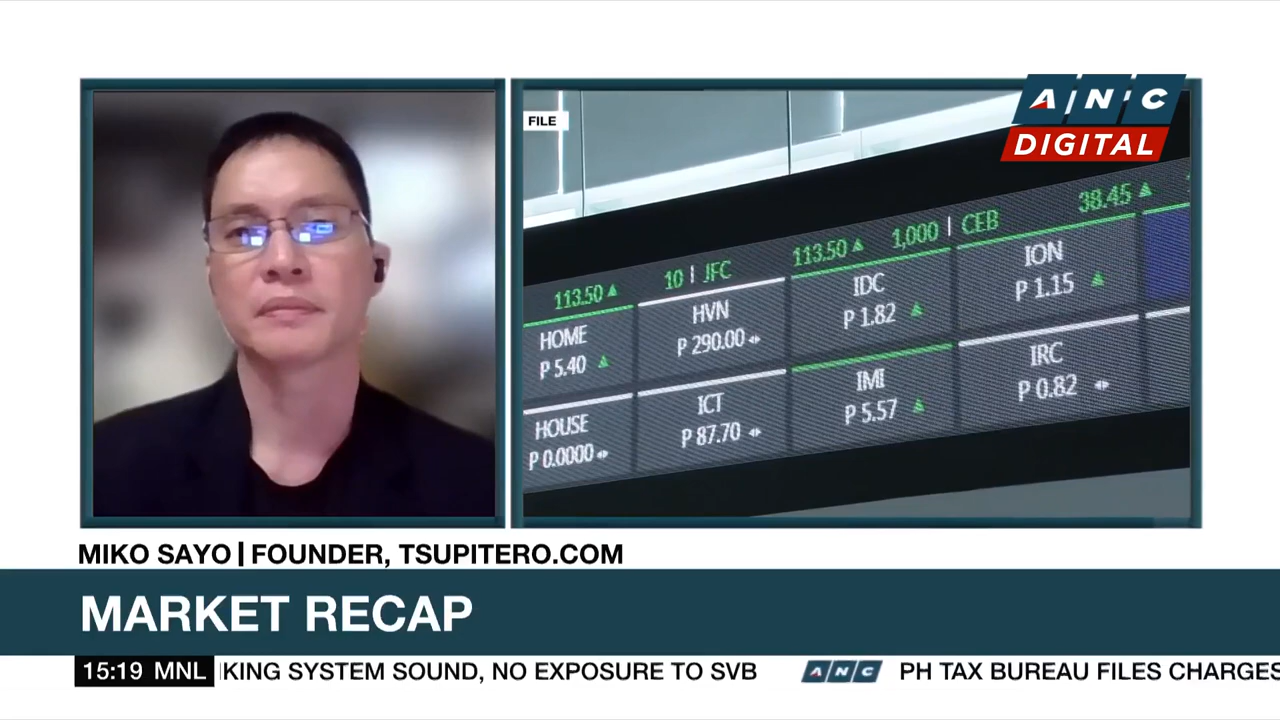 FILE
ANC
DIGITAL
113.50 ▲ 10 | JFC 113.50 ▲ 1,000 | CEB 38.45 ▲
HOME
P 5.40 ▲
HVN
P 290.00
IDC
P 1.82 ▲
ION
P 1.15 ▲
HOUSE
P 0.0000
ICT
P 87.70
IMI
P 5.57 ▲
IRC
P 0.82
MIKO SAYO | FOUNDER, TSUPITERO.COM
MARKET RECAP
15:19 MNL KING SYSTEM SOUND, NO EXPOSURE TO SVB ANC PH TAX BUREAU FILES CHARGES